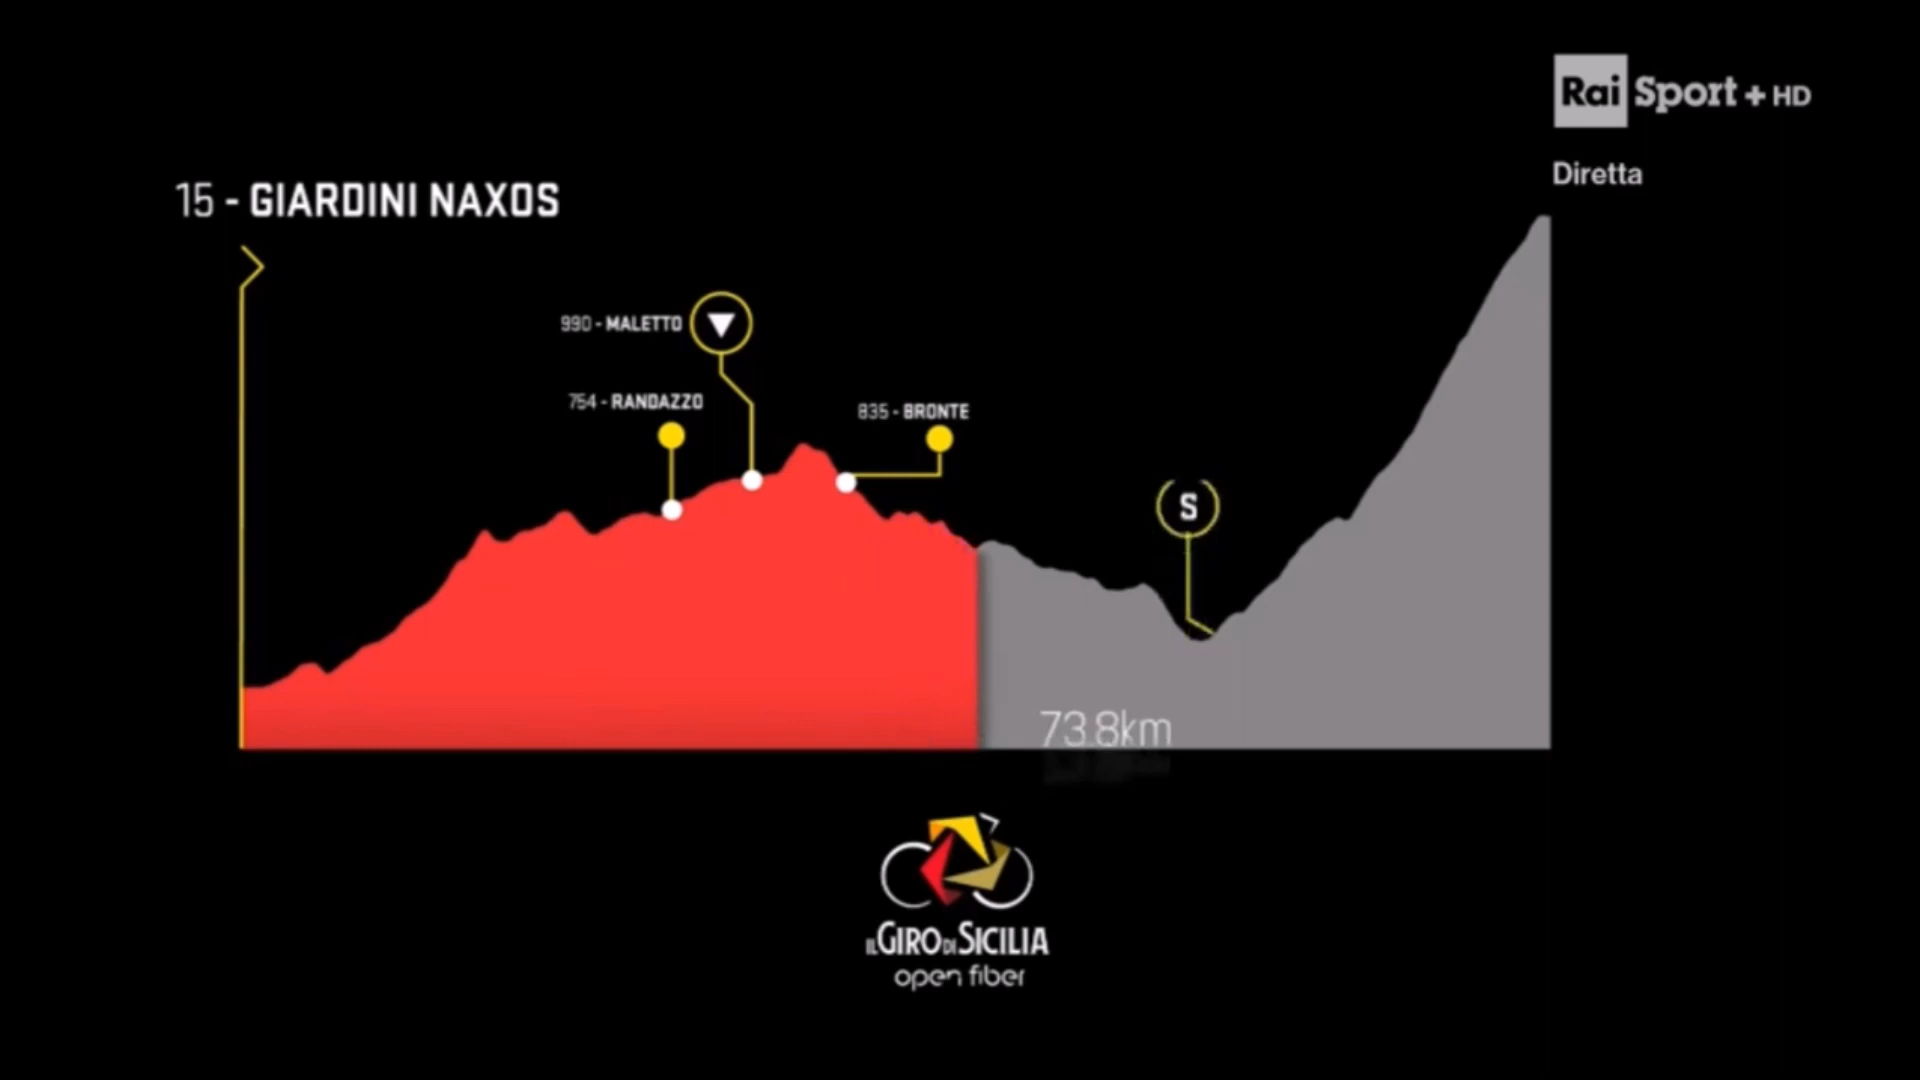 Rai Sport + HD
Diretta
15 - GIARDINI NAXOS
990 - MALETTO
754 - RANDAZZO
835 - BRONTE
S
73.8km
IL GIRO DI SICILIA
open fiber